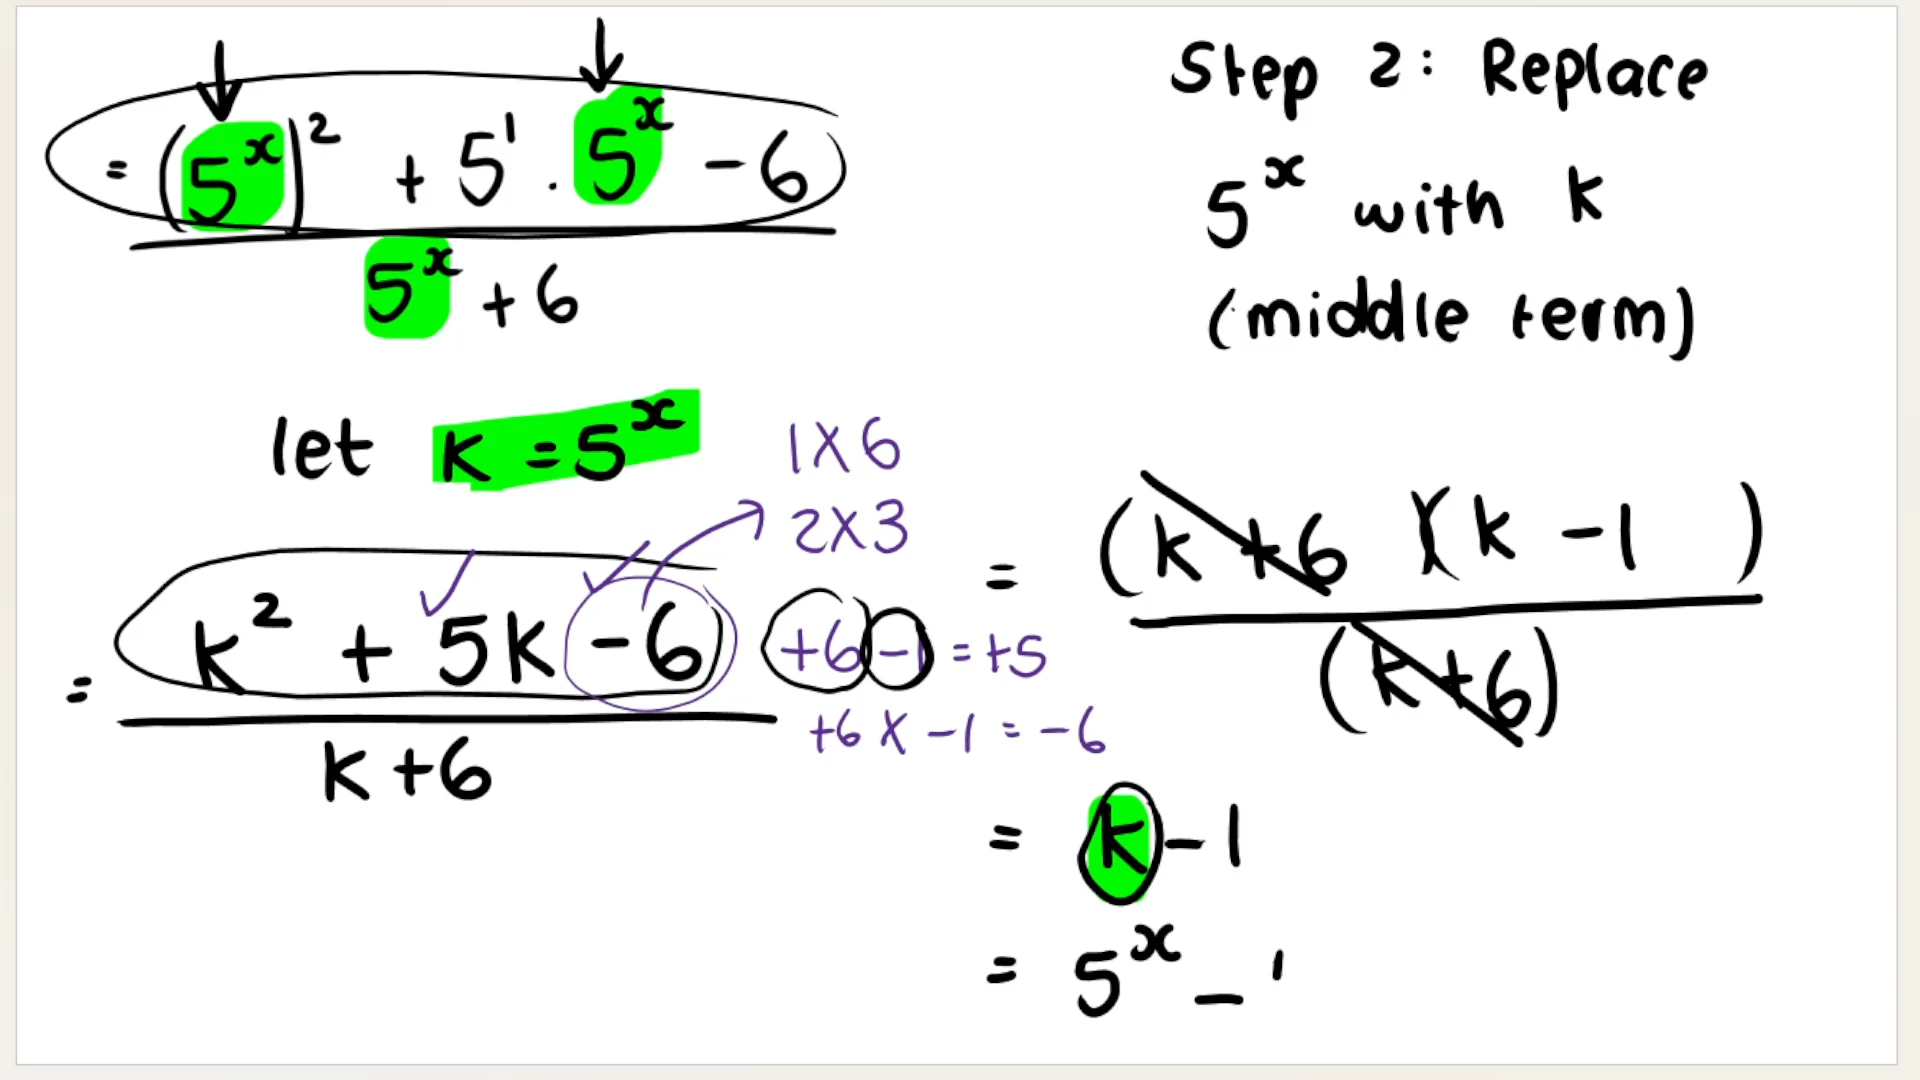 = (5^x)^2 + 5^1 . 5^x - 6
5^x + 6
let k = 5^x
1 x 6
2 x 3
= k^2 + 5k - 6
k + 6
+6 -1 = +5
+6 x -1 = -6
Step 2: Replace
5^x with k
(middle term)
= (k + 6)(k - 1)
(k + 6)
= k - 1
= 5^x - 1